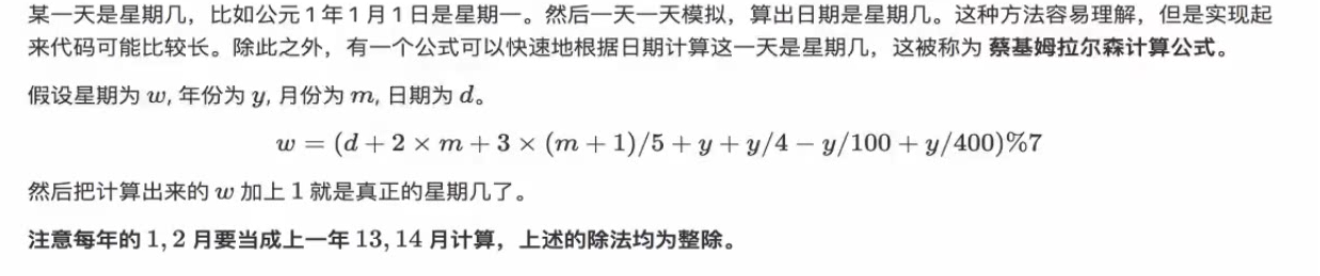 某一天是星期几，比如公元 1 年 1 月 1 日是星期一。然后一天一天模拟，算出日期是星期几。这种方法容易理解，但是实现起
来代码可能比较长。除此之外，有一个公式可以快速地根据日期计算这一天是星期几，这被称为 蔡基姆拉尔森计算公式。
假设星期为 w, 年份为 y, 月份为 m, 日期为 d。
w = (d + 2 × m + 3 × (m + 1)/5 + y + y/4 − y/100 + y/400)%7
然后把计算出来的 w 加上 1 就是真正的星期几了。
注意每年的 1, 2 月要当成上一年 13, 14 月计算，上述的除法均为整除。